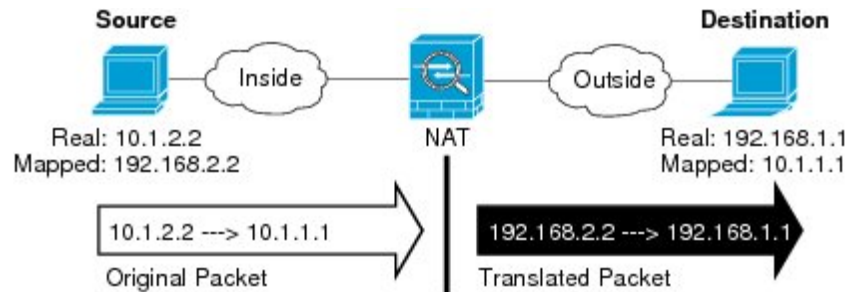 Source
Destination
Inside
Outside
Real: 10.1.2.2
Mapped: 192.168.2.2
NAT
Real: 192.168.1.1
Mapped: 10.1.1.1
10.1.2.2 ---> 10.1.1.1
192.168.2.2 ---> 192.168.1.1
Original Packet
Translated Packet